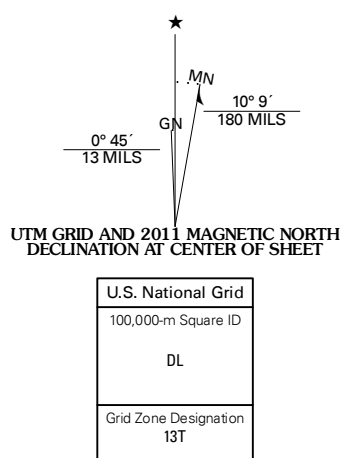 ★
MN
GN
10° 9´
180 MILS
0° 45´
13 MILS
UTM GRID AND 2011 MAGNETIC NORTH
DECLINATION AT CENTER OF SHEET
U.S. National Grid
100,000-m Square ID
DL
Grid Zone Designation
13T